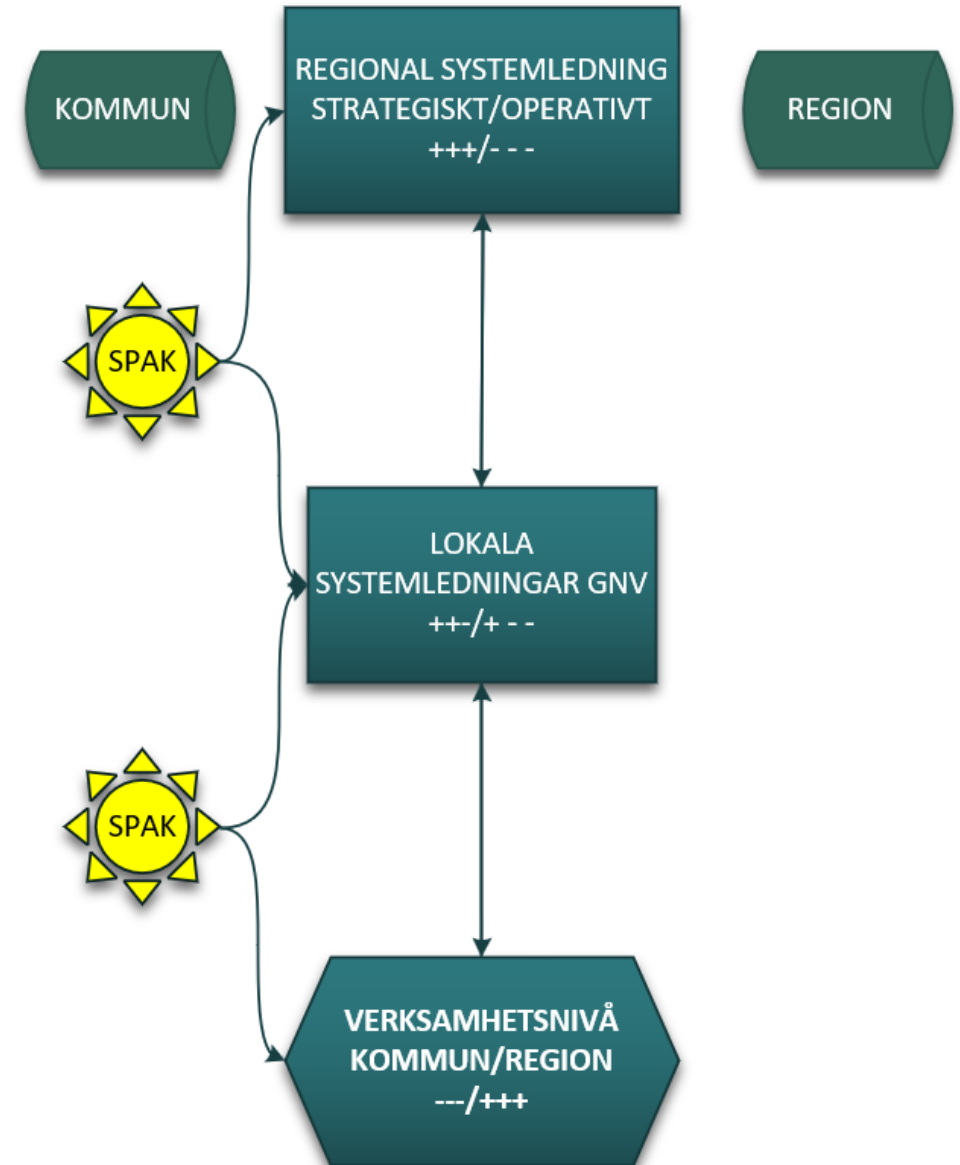 KOMMUN
REGIONAL SYSTEMLEDNING
STRATEGISKT/OPERATIVT
+++/- - -
REGION
SPAK
LOKALA
SYSTEMLEDNINGAR GNV
++-/+ - -
SPAK
VERKSAMHETSNIVÅ
KOMMUN/REGION
---/+++